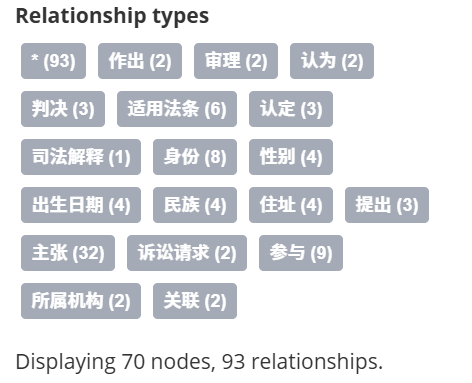 Relationship types
* (93) 作出 (2) 审理 (2) 认为 (2)
判决 (3) 适用法条 (6) 认定 (3)
司法解释 (1) 身份 (8) 性别 (4)
出生日期 (4) 民族 (4) 住址 (4) 提出 (3)
主张 (32) 诉讼请求 (2) 参与 (9)
所属机构 (2) 关联 (2)
Displaying 70 nodes, 93 relationships.